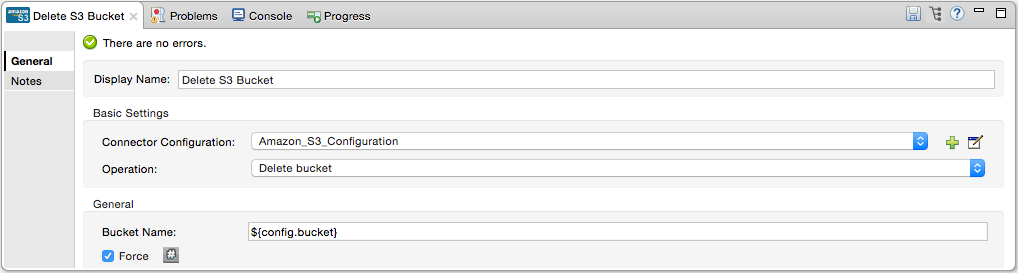 amazon S3 Delete S3 Bucket Problems Console Progress
There are no errors.
General
Notes
Display Name: Delete S3 Bucket
Basic Settings
Connector Configuration: Amazon_S3_Configuration
Operation: Delete bucket
General
Bucket Name: ${config.bucket}
Force #